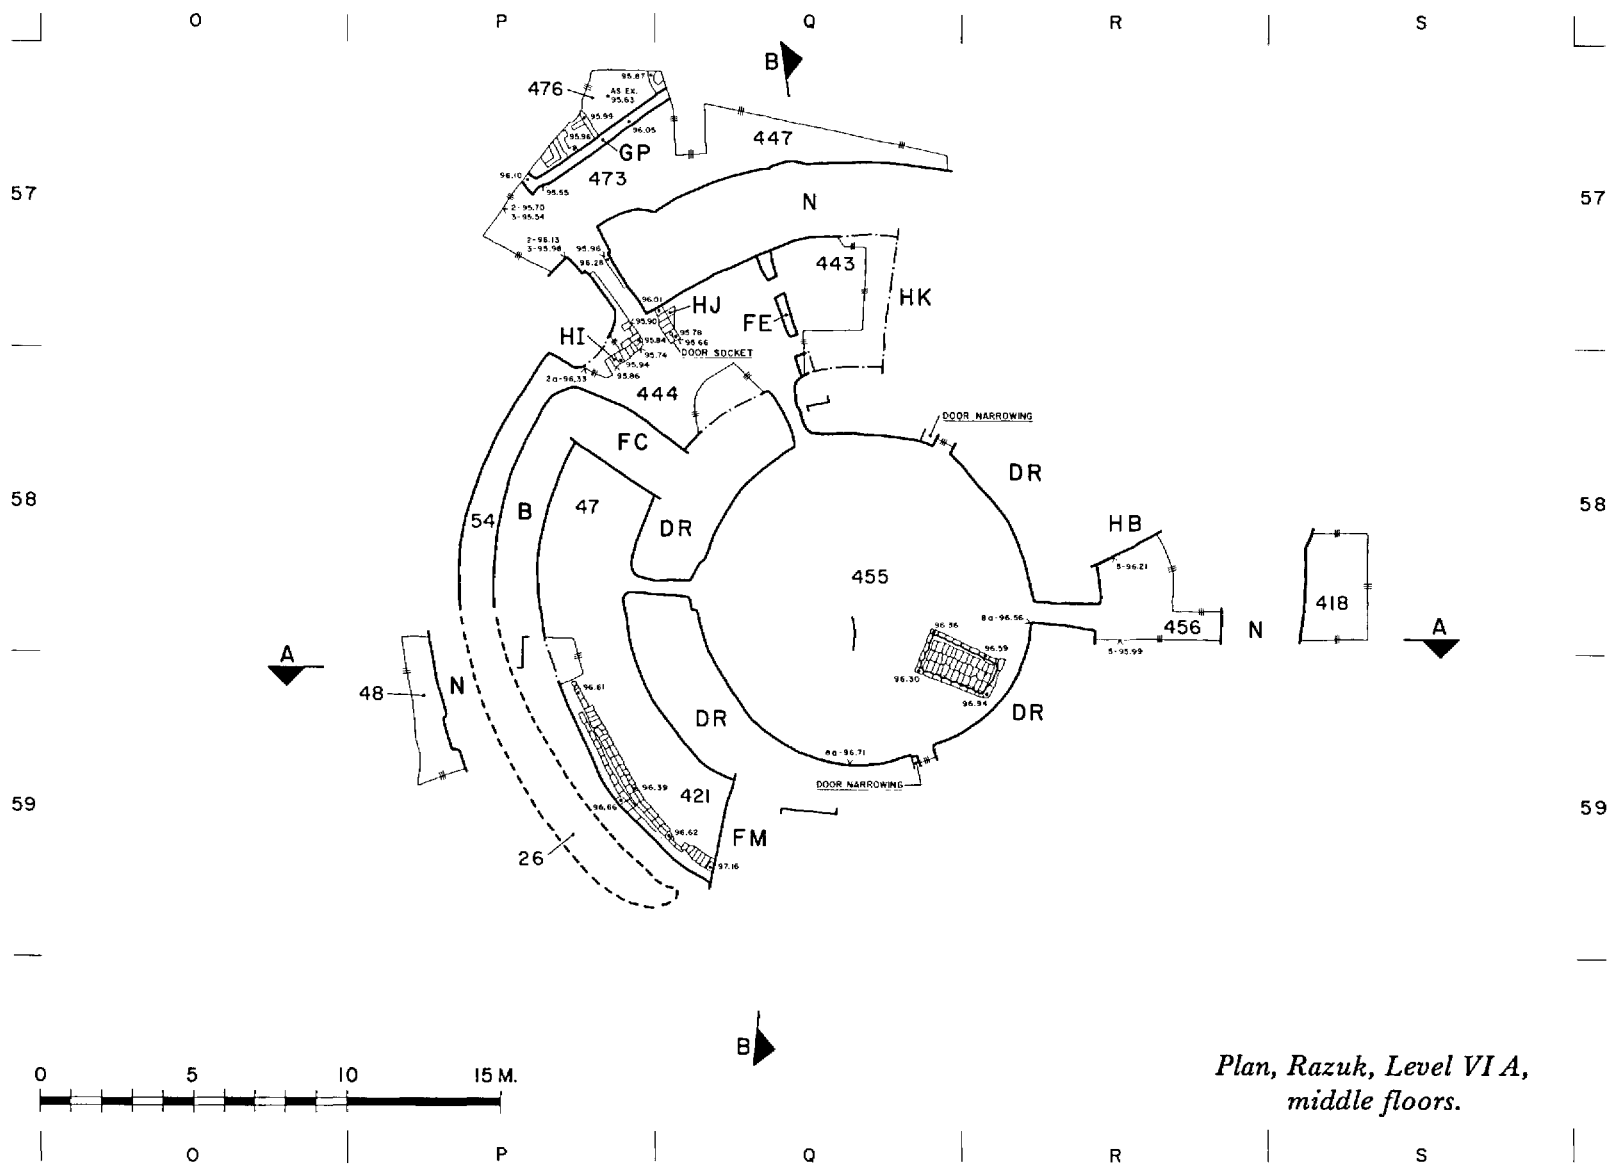 O P Q R S
B
476
95.87
AS EX.
95.63
95.94
96.05
95.96
GP
447
473
57
57
96.10
95.55
2-95.70
3-95.54
N
2-96.13
3-95.98
95.96
96.28
443
HK
96.01
HJ
FE
95.90
95.78
HI
95.84
95.66
95.74
DOOR SOCKET
95.94
95.86
2a-96.33
444
DOOR NARROWING
FC
DR
58
47
58
54
B
DR
HB
5-96.21
455
418
8a-96.56
456
N
96.56
A
A
96.59
5-95.99
96.30
48
N
96.61
96.94
DR
DR
8a-96.71
DOOR NARROWING
96.39
421
59
96.66
59
96.62
FM
26
97.16
B
0 5 10 15 M.
Plan, Razuk, Level VI A,
middle floors.
O P Q R S